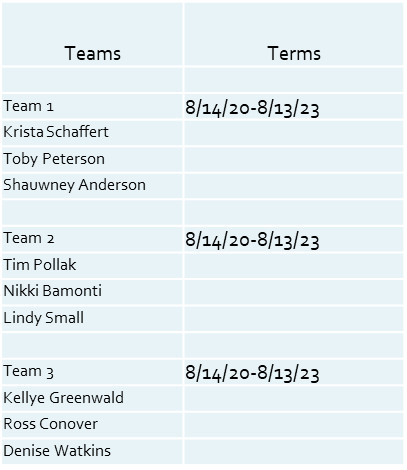 Teams Terms
Team 1 8/14/20-8/13/23
Krista Schaffert
Toby Peterson
Shauwney Anderson
Team 2 8/14/20-8/13/23
Tim Pollak
Nikki Bamonti
Lindy Small
Team 3 8/14/20-8/13/23
Kellye Greenwald
Ross Conover
Denise Watkins